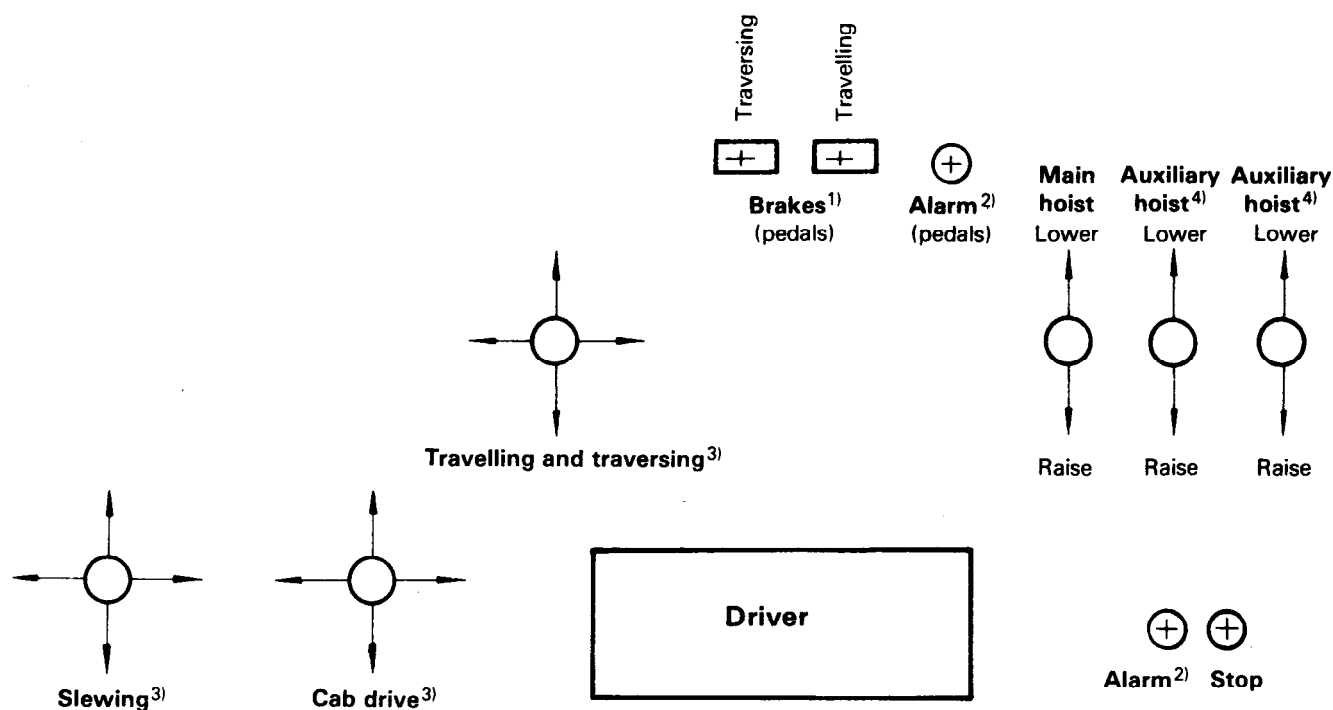 Traversing
Travelling
Brakes¹⁾
(pedals)
Alarm²⁾
(pedals)
Main
hoist
Lower
Auxiliary
hoist⁴⁾
Lower
Auxiliary
hoist⁴⁾
Lower
Travelling and traversing³⁾
Raise
Raise
Raise
Slewing³⁾
Cab drive³⁾
Driver
Alarm²⁾
Stop